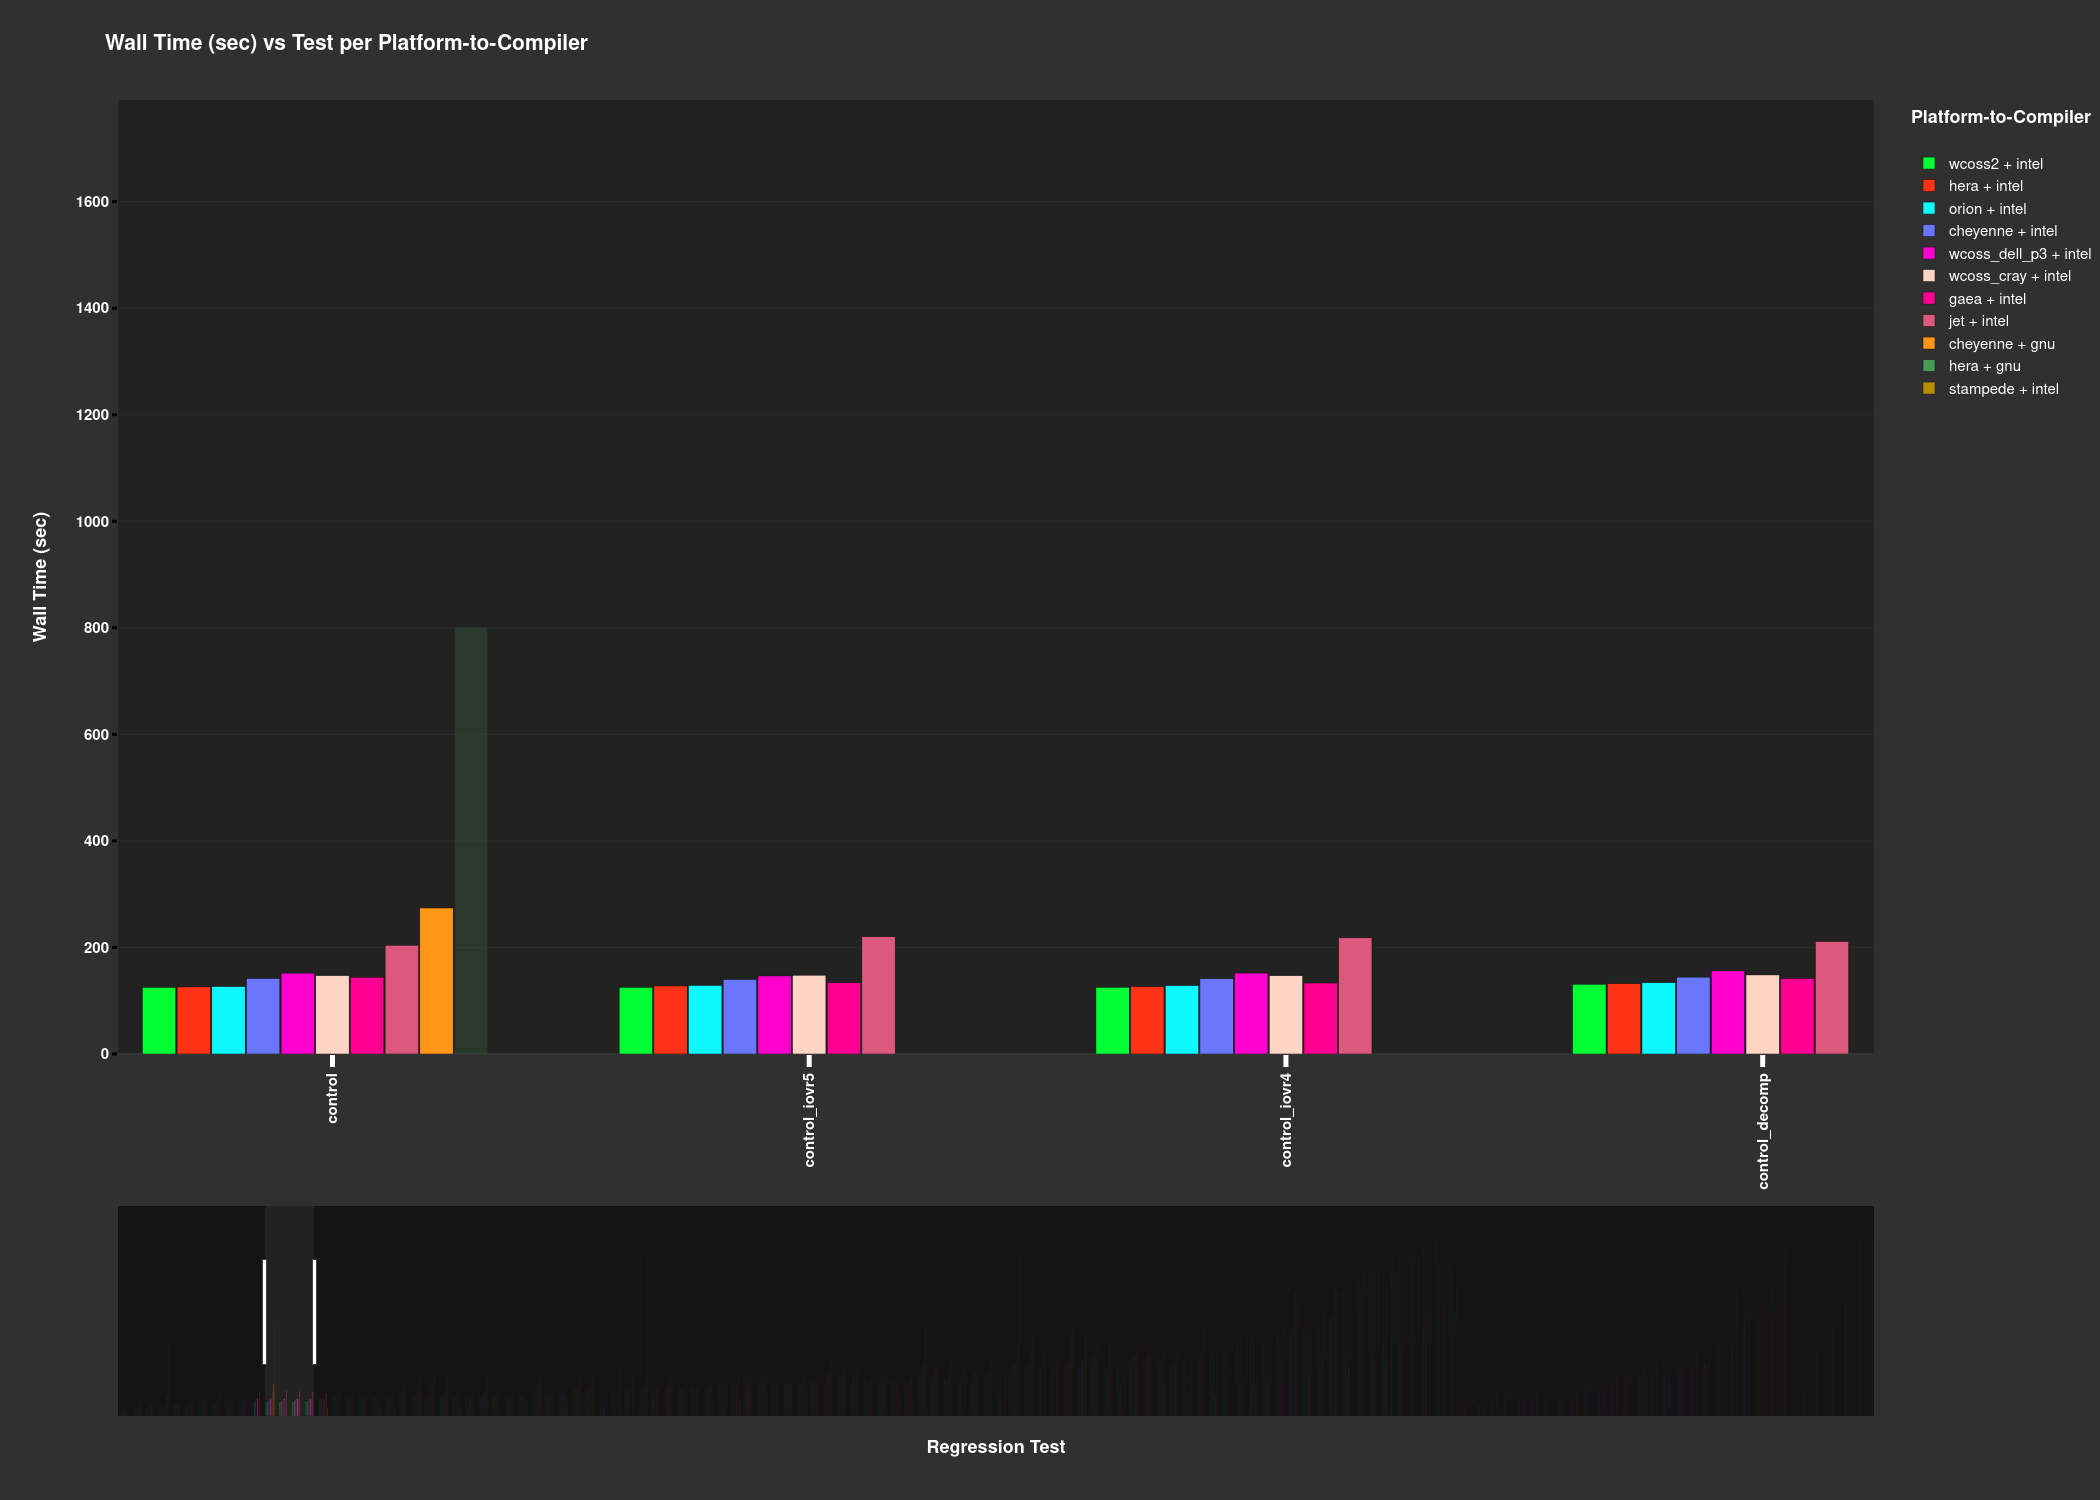 Wall Time (sec) vs Test per Platform-to-Compiler
Wall Time (sec)
1600
1400
1200
1000
800
600
400
200
0
control
control_iovr5
control_iovr4
control_decomp
Regression Test
Platform-to-Compiler
wcoss2 + intel
hera + intel
orion + intel
cheyenne + intel
wcoss_dell_p3 + intel
wcoss_cray + intel
gaea + intel
jet + intel
cheyenne + gnu
hera + gnu
stampede + intel